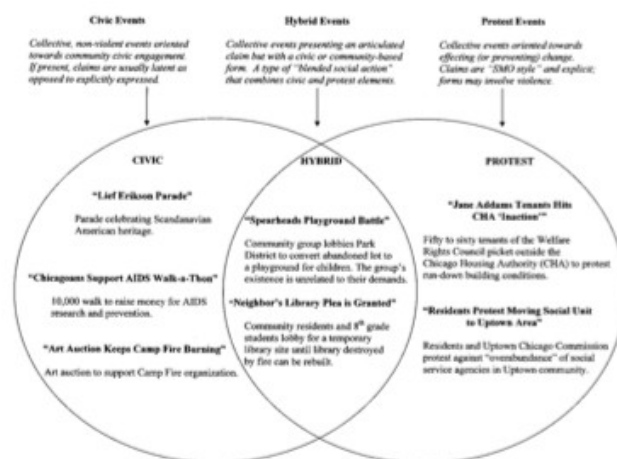 Civic Events
Collective, non-violent events oriented
towards community civic engagement.
If present, claims are usually latent as
opposed to explicitly expressed.
Hybrid Events
Collective events presenting an articulated
claim but with a civic or community-based
form. A type of "blended social action"
that combines civic and protest elements.
Protest Events
Collective events oriented towards
effecting (or preventing) change.
Claims are "SMO style" and explicit;
forms may involve violence.
CIVIC
"Lief Erikson Parade"
Parade celebrating Scandanavian
American heritage.
"Chicagoans Support AIDS Walk-a-Thon"
10,000 walk to raise money for AIDS
research and prevention.
"Art Auction Keeps Camp Fire Burning"
Art auction to support Camp Fire organization.
HYBRID
"Spearheads Playground Battle"
Community group lobbies Park
District to convert abandoned lot to
a playground for children. The group's
existence is unrelated to their demands.
"Neighbor's Library Plea is Granted"
Community residents and 8th grade
students lobby for a temporary
library site until library destroyed
by fire can be rebuilt.
PROTEST
"Jane Addams Tenants Hits
CHA 'Inaction'"
Fifty to sixty tenants of the Welfare
Rights Council picket outside the
Chicago Housing Authority (CHA) to protest
run-down building conditions.
"Residents Protest Moving Social Unit
to Uptown Area"
Residents and Uptown Chicago Commission
protest against "overabundance" of social
service agencies in Uptown community.